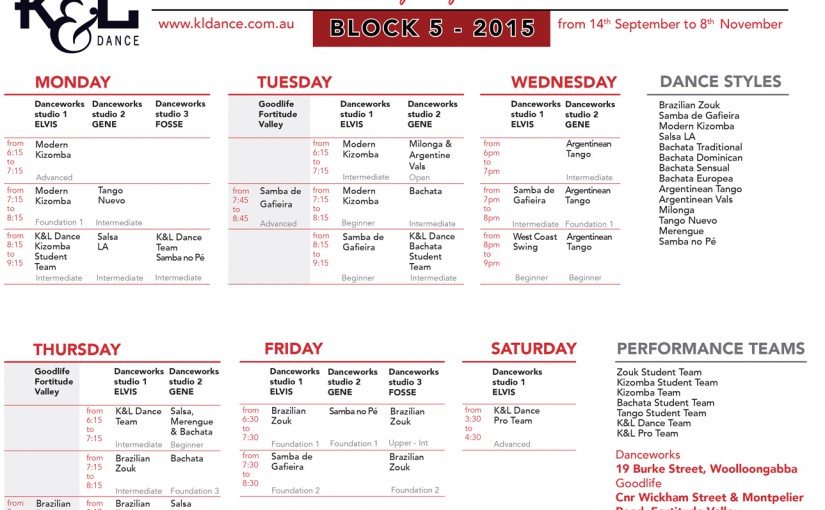 K&L
DANCE
www.kldance.com.au
BLOCK 5 - 2015
from 14th September to 8th November
MONDAY
Danceworks studio 1 ELVIS
Danceworks studio 2 GENE
Danceworks studio 3 FOSSE
from 6:15 to 7:15
Modern Kizomba
Advanced
from 7:15 to 8:15
Modern Kizomba
Foundation 1
Tango Nuevo
Intermediate
from 8:15 to 9:15
K&L Dance Kizomba Student Team
Intermediate
Salsa LA
Intermediate
K&L Dance Team Samba no Pé
Intermediate
TUESDAY
Goodlife Fortitude Valley
Danceworks studio 1 ELVIS
Danceworks studio 2 GENE
from 6:15 to 7:15
Modern Kizomba
Intermediate
Milonga & Argentine Vals
Open
from 7:45 to 8:45
Samba de Gafieira
Advanced
from 7:15 to 8:15
Modern Kizomba
Beginner
Bachata
Intermediate
from 8:15 to 9:15
Samba de Gafieira
Beginner
K&L Dance Bachata Student Team
Intermediate
WEDNESDAY
Danceworks studio 1 ELVIS
Danceworks studio 2 GENE
from 6pm to 7pm
Argentinean Tango
Intermediate
from 7pm to 8pm
Samba de Gafieira
Intermediate
Argentinean Tango
Foundation 1
from 8pm to 9pm
West Coast Swing
Beginner
Argentinean Tango
Beginner
DANCE STYLES
Brazilian Zouk
Samba de Gafieira
Modern Kizomba
Salsa LA
Bachata Traditional
Bachata Dominican
Bachata Sensual
Bachata Europea
Argentinean Tango
Argentinean Vals
Milonga
Tango Nuevo
Merengue
Samba no Pé
THURSDAY
Goodlife Fortitude Valley
Danceworks studio 1 ELVIS
Danceworks studio 2 GENE
from 6:15 to 7:15
K&L Dance Team
Intermediate
Salsa, Merengue & Bachata
Beginner
from 7:15 to 8:15
Brazilian Zouk
Intermediate
Bachata
Foundation 3
Brazilian
from
Brazilian
Salsa
FRIDAY
Danceworks studio 1 ELVIS
Danceworks studio 2 GENE
Danceworks studio 3 FOSSE
from 6:30 to 7:30
Brazilian Zouk
Foundation 1
Samba no Pé
Foundation 1
Brazilian Zouk
Upper - Int
from 7:30 to 8:30
Samba de Gafieira
Foundation 2
Brazilian Zouk
Foundation 2
SATURDAY
Danceworks studio 1 ELVIS
from 3:30 to 4:30
K&L Dance Pro Team
Advanced
PERFORMANCE TEAMS
Zouk Student Team
Kizomba Student Team
Kizomba Team
Bachata Student Team
Tango Student Team
K&L Dance Team
K&L Pro Team
Danceworks
19 Burke Street, Woolloongabba
Goodlife
Cnr Wickham Street & Montpelier
Road, Fortitude Valley